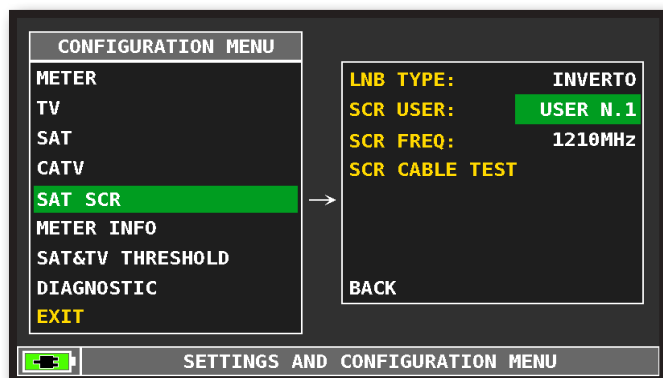 CONFIGURATION MENU
METER
TV
SAT
CATV
SAT SCR
METER INFO
SAT&TV THRESHOLD
DIAGNOSTIC
EXIT
LNB TYPE: INVERTO
SCR USER: USER N.1
SCR FREQ: 1210MHz
SCR CABLE TEST
BACK
SETTINGS AND CONFIGURATION MENU